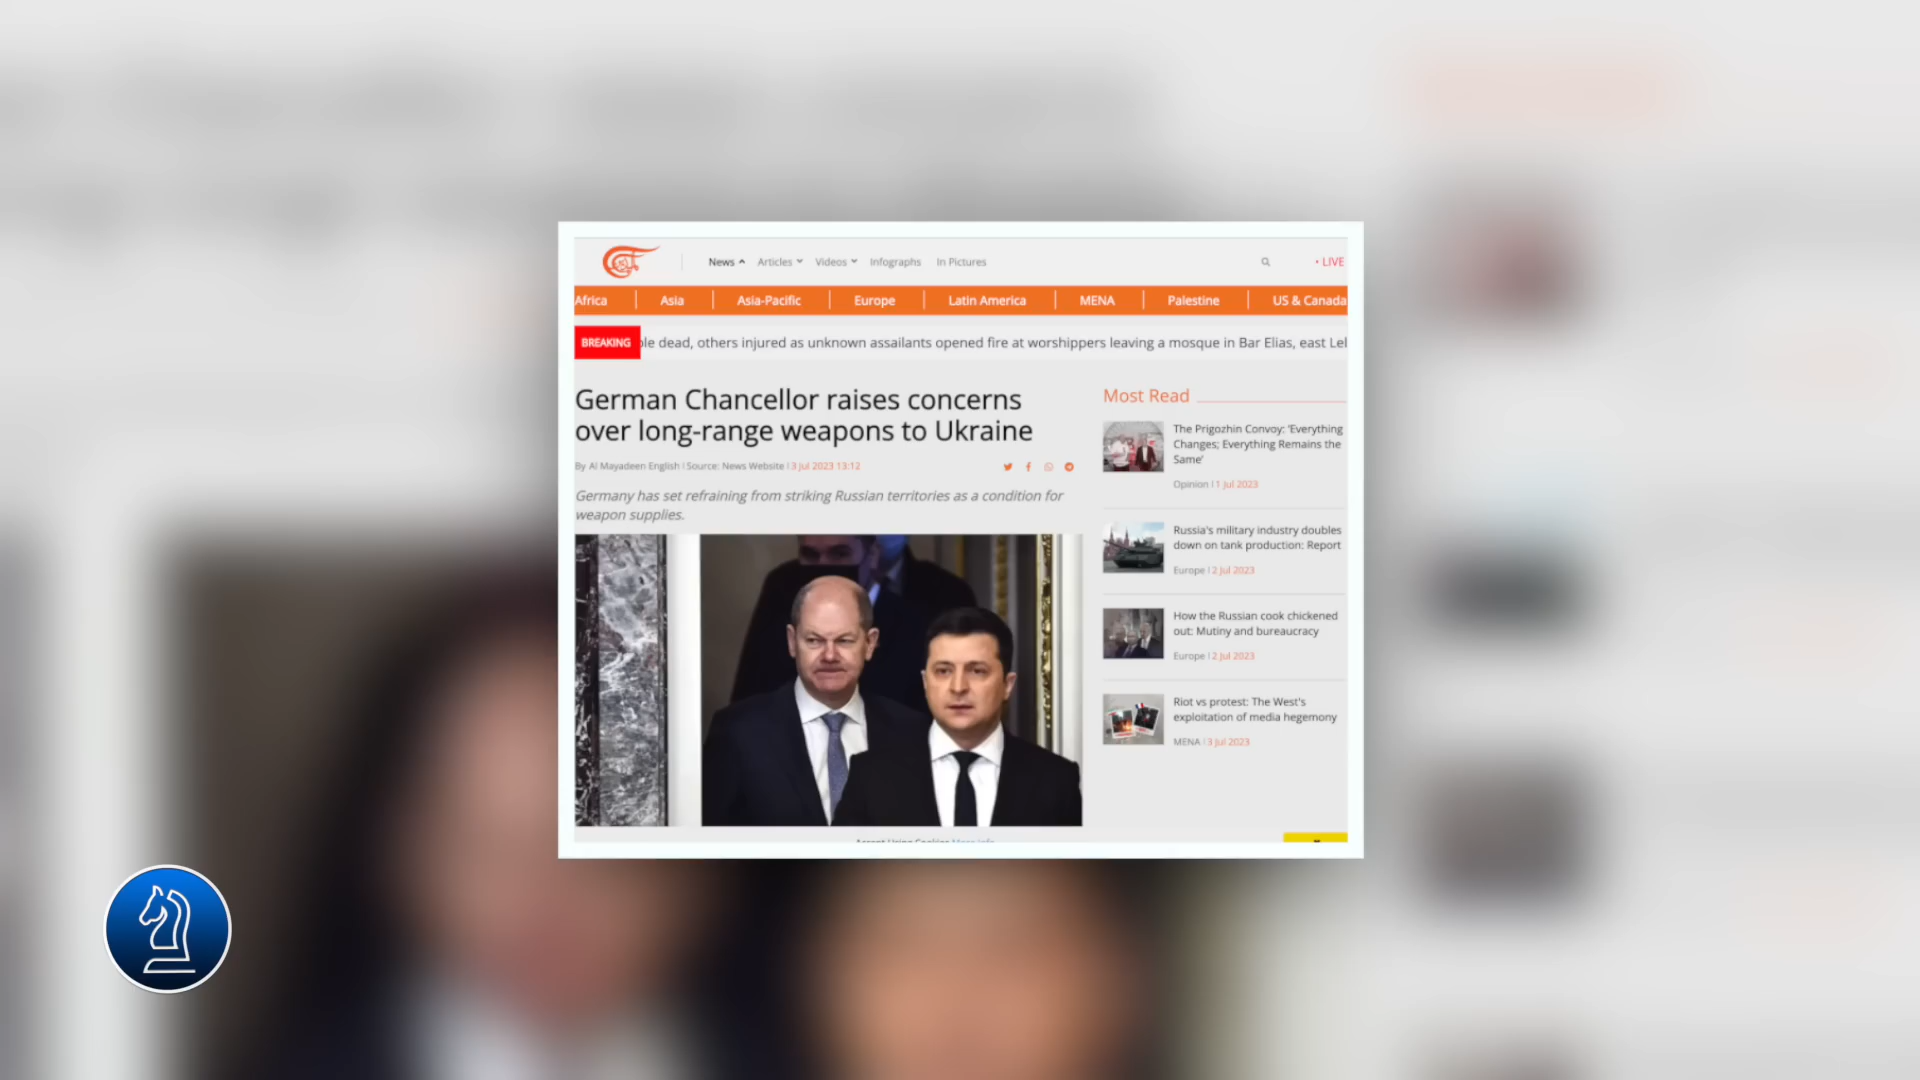 News Articles Videos Infographs In Pictures • LIVE
Africa Asia Asia-Pacific Europe Latin America MENA Palestine US & Canada
BREAKING dead, others injured as unknown assailants opened fire at worshippers leaving a mosque in Bar Elias, east
German Chancellor raises concerns
over long-range weapons to Ukraine
By Al Mayadeen English | Source: News Website | 3 Jul 2023 13:12
Germany has set refraining from striking Russian territories as a condition for
weapon supplies.
Most Read
The Prigozhin Convoy: 'Everything
Changes; Everything Remains the
Same'
Opinion | 1 Jul 2023
Russia's military industry doubles
down on tank production: Report
Europe | 2 Jul 2023
How the Russian cook chickened
out: Mutiny and bureaucracy
Europe | 2 Jul 2023
Riot vs protest: The West's
exploitation of media hegemony
MENA | 3 Jul 2023